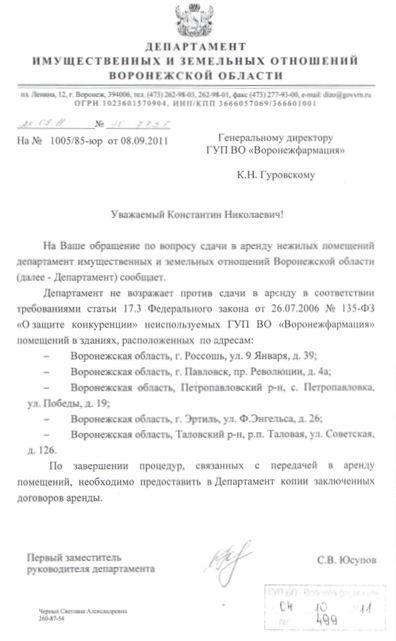 ДЕПАРТАМЕНТ
ИМУЩЕСТВЕННЫХ И ЗЕМЕЛЬНЫХ ОТНОШЕНИЙ
ВОРОНЕЖСКОЙ ОБЛАСТИ
пл. Ленина, 12, г. Воронеж, 394006, тел. (473) 262-98-03, 262-98-01, факс (473) 277-93-00, e-mail: dizo@govvrn.ru
ОГРН 1023601570904, ИНН/КПП 3666057069/366601001
№
На № 1005/85-юр от 08.09.2011
Генеральному директору
ГУП ВО «Воронежфармация»
К.Н. Гуровскому
Уважаемый Константин Николаевич!
На Ваше обращение по вопросу сдачи в аренду нежилых помещений
департамент имущественных и земельных отношений Воронежской области
(далее - Департамент) сообщает.
Департамент не возражает против сдачи в аренду в соответствии с
требованиями статьи 17.3 Федерального закона от 26.07.2006 № 135-ФЗ
«О защите конкуренции» неиспользуемых ГУП ВО «Воронежфармация»
помещений в зданиях, расположенных по адресам:
– Воронежская область, г. Россошь, ул. 9 Января, д. 39;
– Воронежская область, г. Павловск, пр. Революции, д. 4а;
– Воронежская область, Петропавловский р-н, с. Петропавловка,
ул. Победы, д. 19;
– Воронежская область, г. Эртиль, ул. Ф.Энгельса, д. 26;
– Воронежская область, Таловский р-н, р.п. Таловая, ул. Советская,
д. 126.
По завершении процедур, связанных с передачей в аренду
помещений, необходимо предоставить в Департамент копии заключенных
договоров аренды.
Первый заместитель
руководителя департамента
С.В. Юсупов
Черных Светлана Александровна
260-87-54
ГУП ВО
04 10 11
№ 499